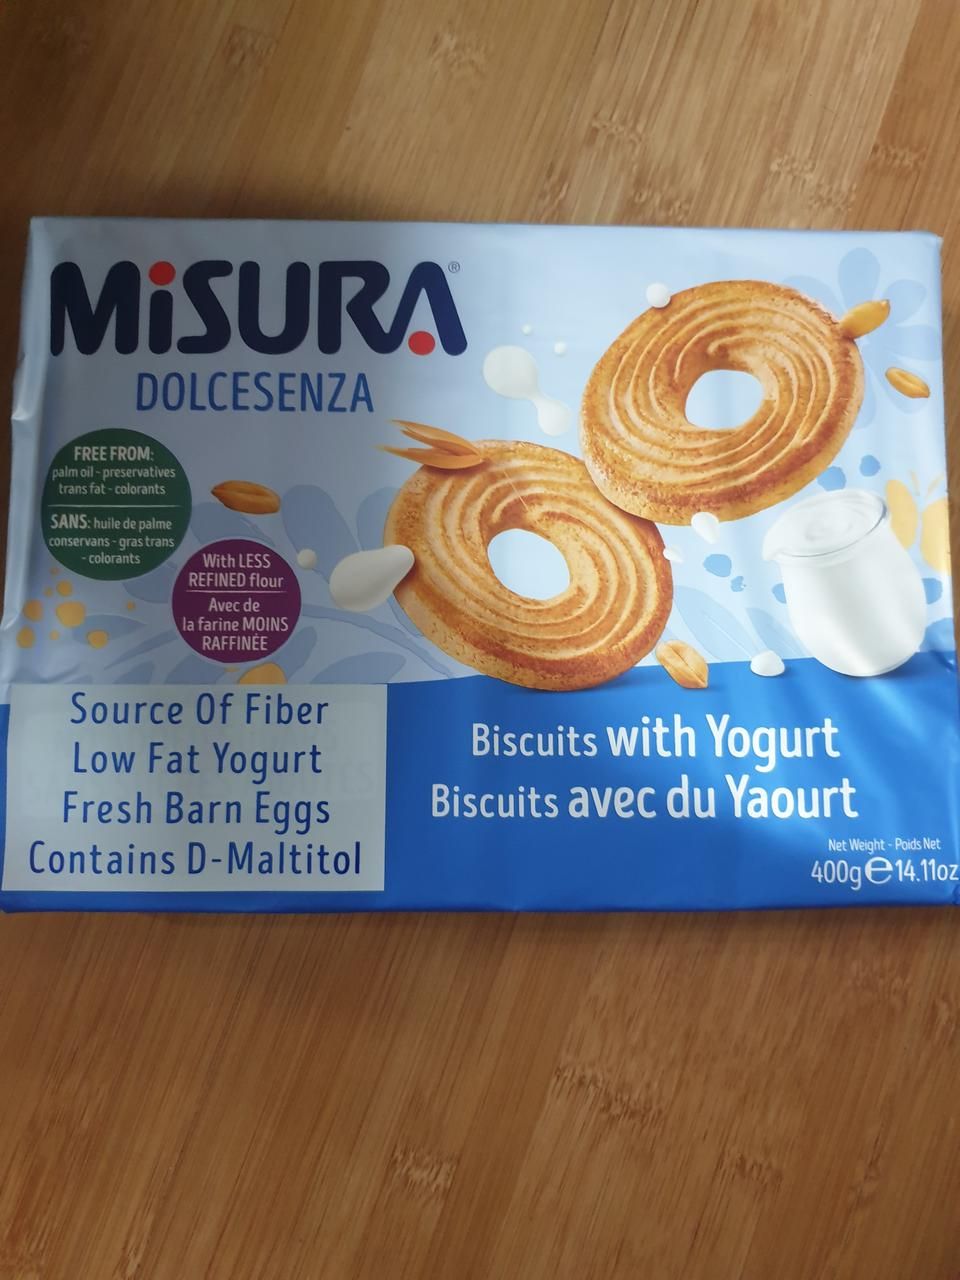 MiSURA®
DOLCESENZA
FREE FROM:
palm oil - preservatives
trans fat - colorants
SANS: huile de palme
conservans - gras trans
- colorants
With LESS
REFINED flour
Avec de
la farine MOINS
RAFFINÉE
Source Of Fiber
Low Fat Yogurt
Fresh Barn Eggs
Contains D-Maltitol
Biscuits with Yogurt
Biscuits avec du Yaourt
Net Weight - Poids Net
400g℮14.11oz